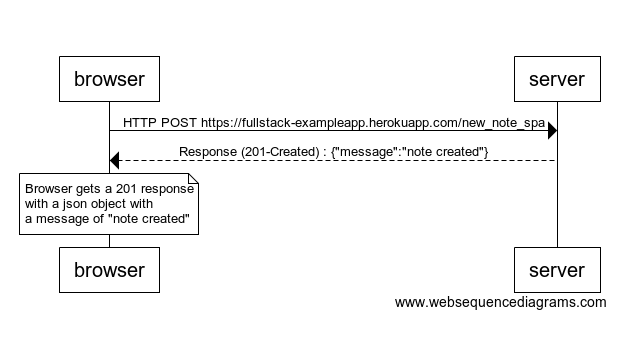 browser server
HTTP POST https://fullstack-exampleapp.herokuapp.com/new_note_spa
Response (201-Created) : {"message":"note created"}
Browser gets a 201 response
with a json object with
a message of "note created"
browser server
www.websequencediagrams.com